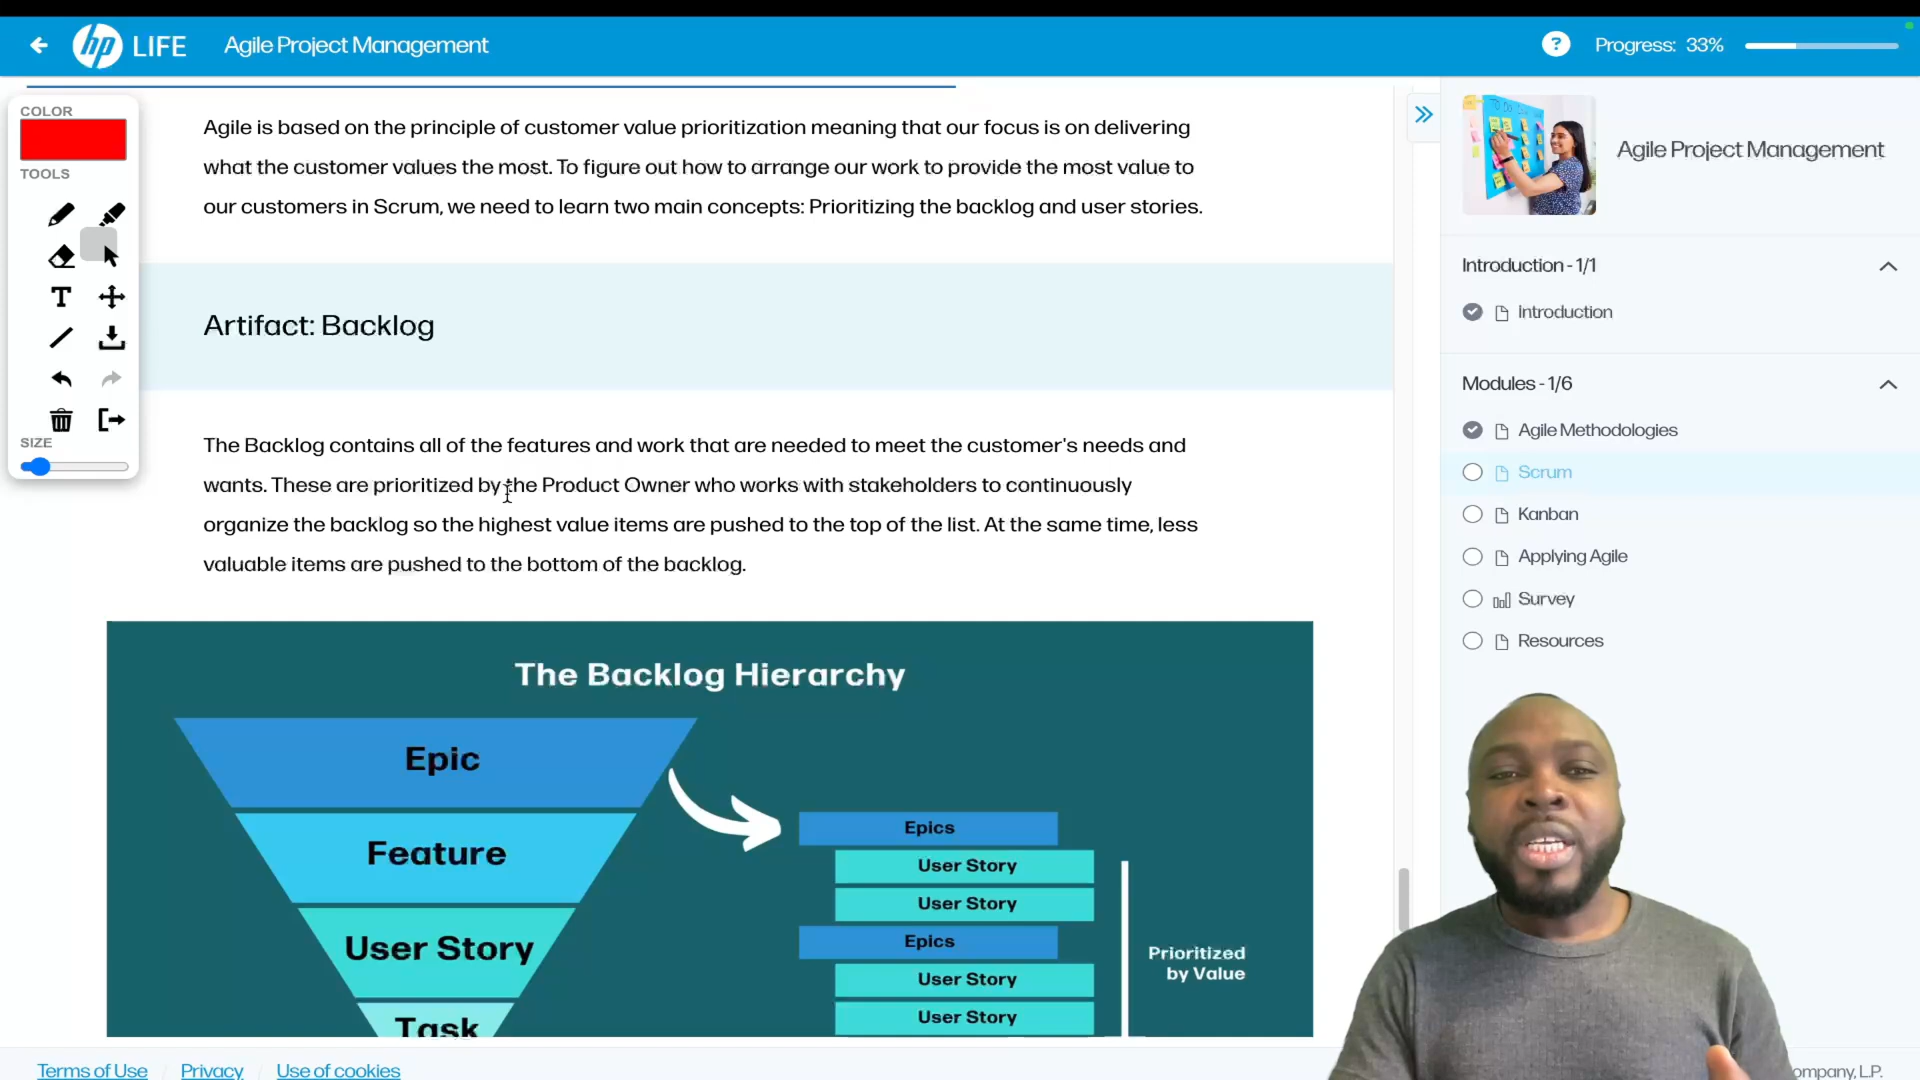 hp LIFE Agile Project Management
? Progress: 33%
COLOR
TOOLS
T
SIZE
Agile is based on the principle of customer value prioritization meaning that our focus is on delivering
what the customer values the most. To figure out how to arrange our work to provide the most value to
our customers in Scrum, we need to learn two main concepts: Prioritizing the backlog and user stories.
Artifact: Backlog
The Backlog contains all of the features and work that are needed to meet the customer's needs and
wants. These are prioritized by the Product Owner who works with stakeholders to continuously
organize the backlog so the highest value items are pushed to the top of the list. At the same time, less
valuable items are pushed to the bottom of the backlog.
The Backlog Hierarchy
Epic
Feature
User Story
Task
Epics
User Story
User Story
Epics
User Story
User Story
Prioritized
by Value
Agile Project Management
Introduction - 1/1
Introduction
Modules - 1/6
Agile Methodologies
Scrum
Kanban
Applying Agile
Survey
Resources
Terms of Use Privacy Use of cookies
ompany, L.P.